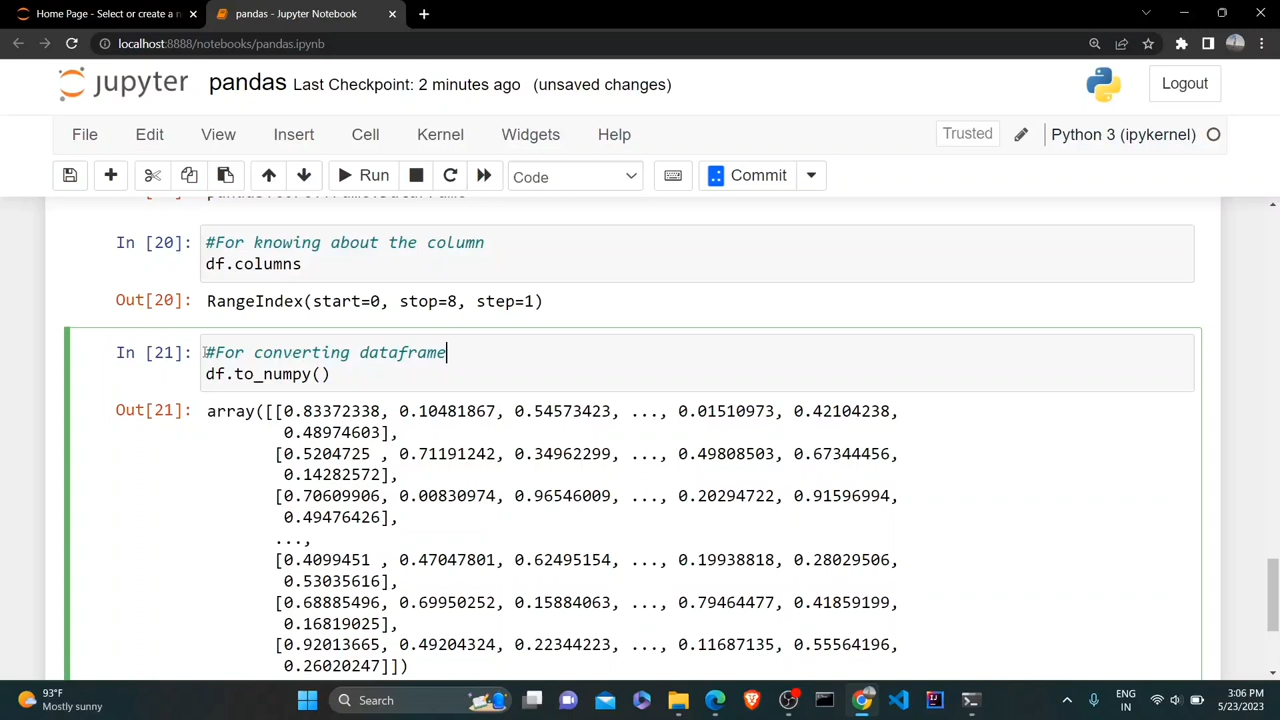 Home Page - Select or create a n
pandas - Jupyter Notebook
localhost:8888/notebooks/pandas.ipynb
jupyter pandas Last Checkpoint: 2 minutes ago (unsaved changes)
Logout
File Edit View Insert Cell Kernel Widgets Help
Trusted
Python 3 (ipykernel)
Run
Code
Commit
In [20]: #For knowing about the column
df.columns
Out[20]: RangeIndex(start=0, stop=8, step=1)
In [21]: #For converting dataframe
df.to_numpy()
Out[21]: array([[0.83372338, 0.10481867, 0.54573423, ..., 0.01510973, 0.42104238,
0.48974603],
[0.5204725 , 0.71191242, 0.34962299, ..., 0.49808503, 0.67344456,
0.14282572],
[0.70609906, 0.00830974, 0.96546009, ..., 0.20294722, 0.91596994,
0.49476426],
...,
[0.4099451 , 0.47047801, 0.62495154, ..., 0.19938818, 0.28029506,
0.53035616],
[0.68885496, 0.69950252, 0.15884063, ..., 0.79464477, 0.41859199,
0.16819025],
[0.92013665, 0.49204324, 0.22344223, ..., 0.11687135, 0.55564196,
0.26020247]])
93°F
Mostly sunny
Search
ENG
IN
3:06 PM
5/23/2023